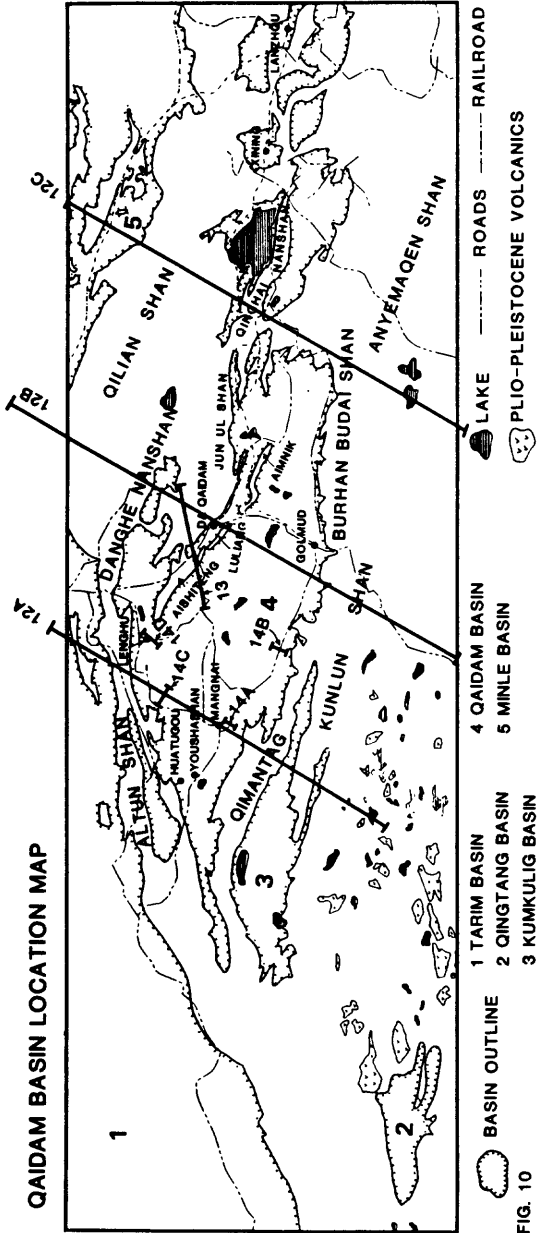 QAIDAM BASIN LOCATION MAP
12A
12B
12C
1
ALTUN SHAN
LENGHU
DANGHE NANSHAN
QILIAN SHAN
5
14C
HUATUGOU
YOUSHASHAN
MANGNAI
14A
AISHITENG
13
DA QAIDAM
LULIANG
JUN UL SHAN
AIMNIK
QINGHAI NANSHAN
XINING
LANZHOU
14B
4
GOLMUD
BURHAN BUDAI SHAN
ANYEMAQEN SHAN
QIMANTAG
3
KUNLUN SHAN
2
BASIN OUTLINE
1 TARIM BASIN
2 QINGTANG BASIN
3 KUMKULIG BASIN
4 QAIDAM BASIN
5 MINLE BASIN
LAKE
ROADS
RAILROAD
PLIO-PLEISTOCENE VOLCANICS
FIG. 10